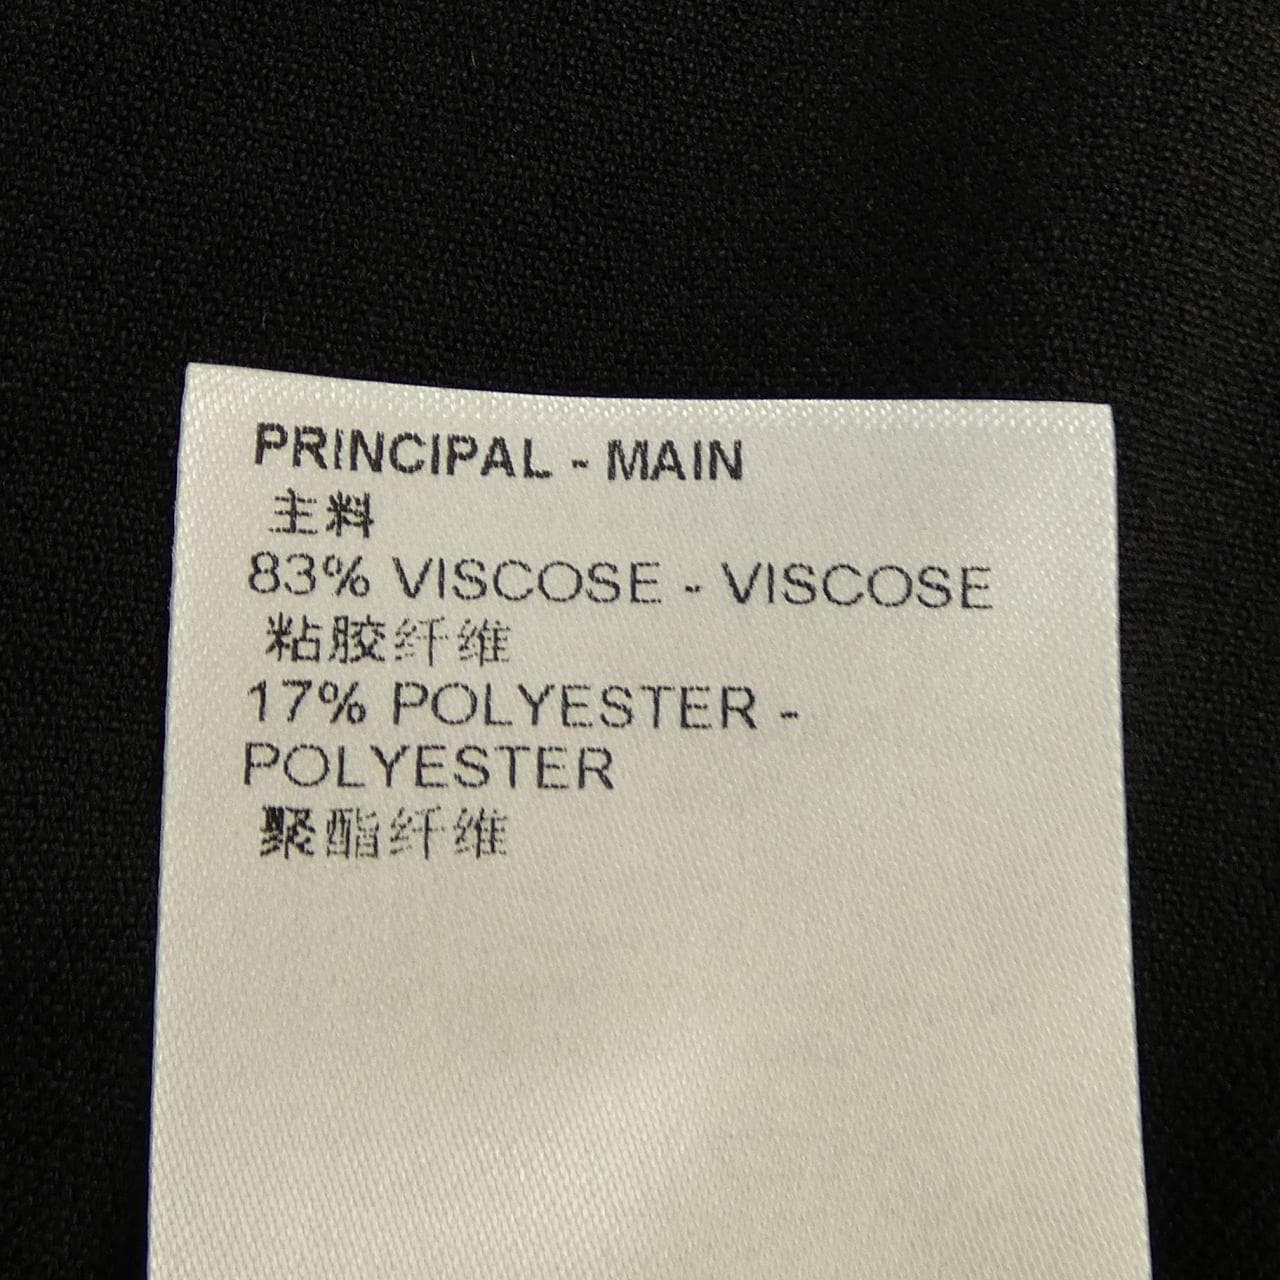 PRINCIPAL - MAIN
主料
83% VISCOSE - VISCOSE
粘胶纤维
17% POLYESTER -
POLYESTER
聚酯纤维